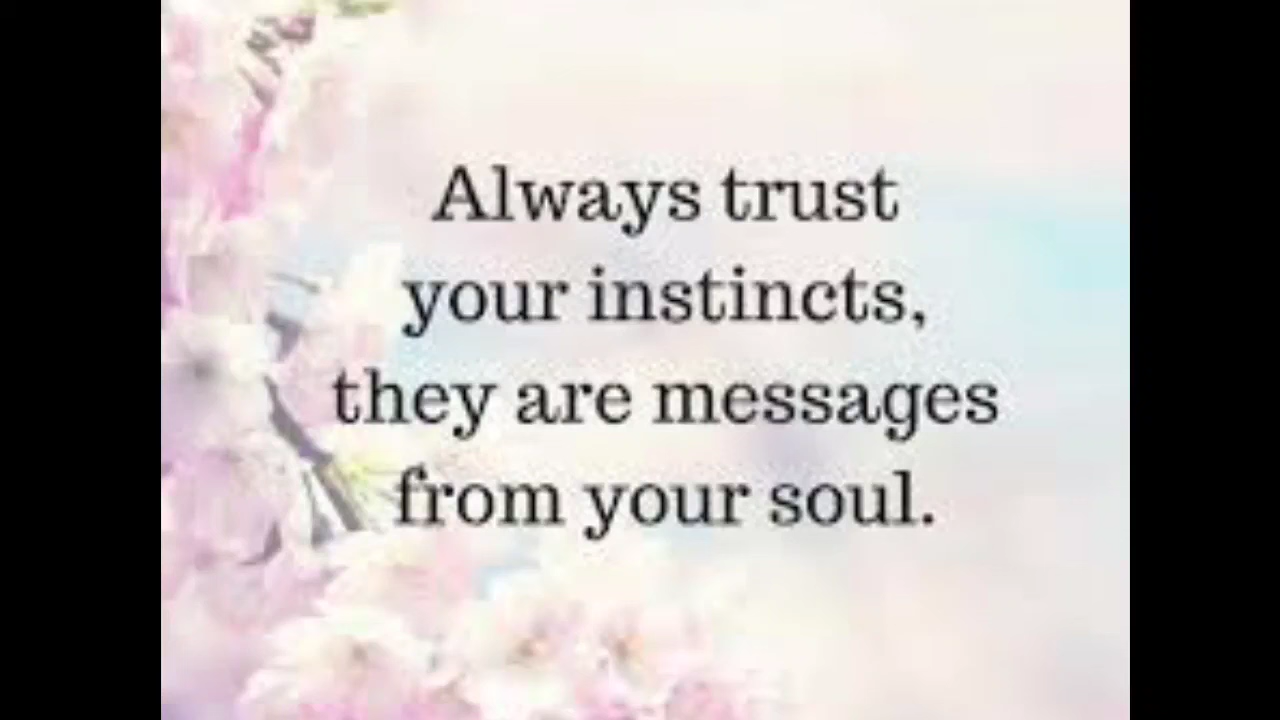 Always trust
your instincts,
they are messages
from your soul.